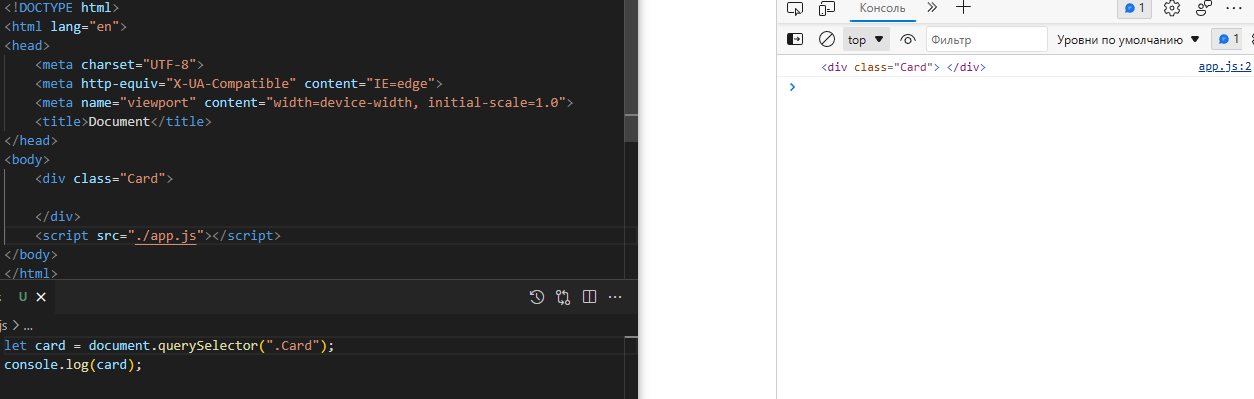 <!DOCTYPE html>
<html lang="en">
<head>
<meta charset="UTF-8">
<meta http-equiv="X-UA-Compatible" content="IE=edge">
<meta name="viewport" content="width=device-width, initial-scale=1.0">
<title>Document</title>
</head>
<body>
<div class="Card">
</div>
<script src="./app.js"></script>
</body>
</html>
U
js > ...
let card = document.querySelector(".Card");
console.log(card);
Консоль 1
top Фильтр Уровни по умолчанию 1
<div class="Card"> </div> app.js:2